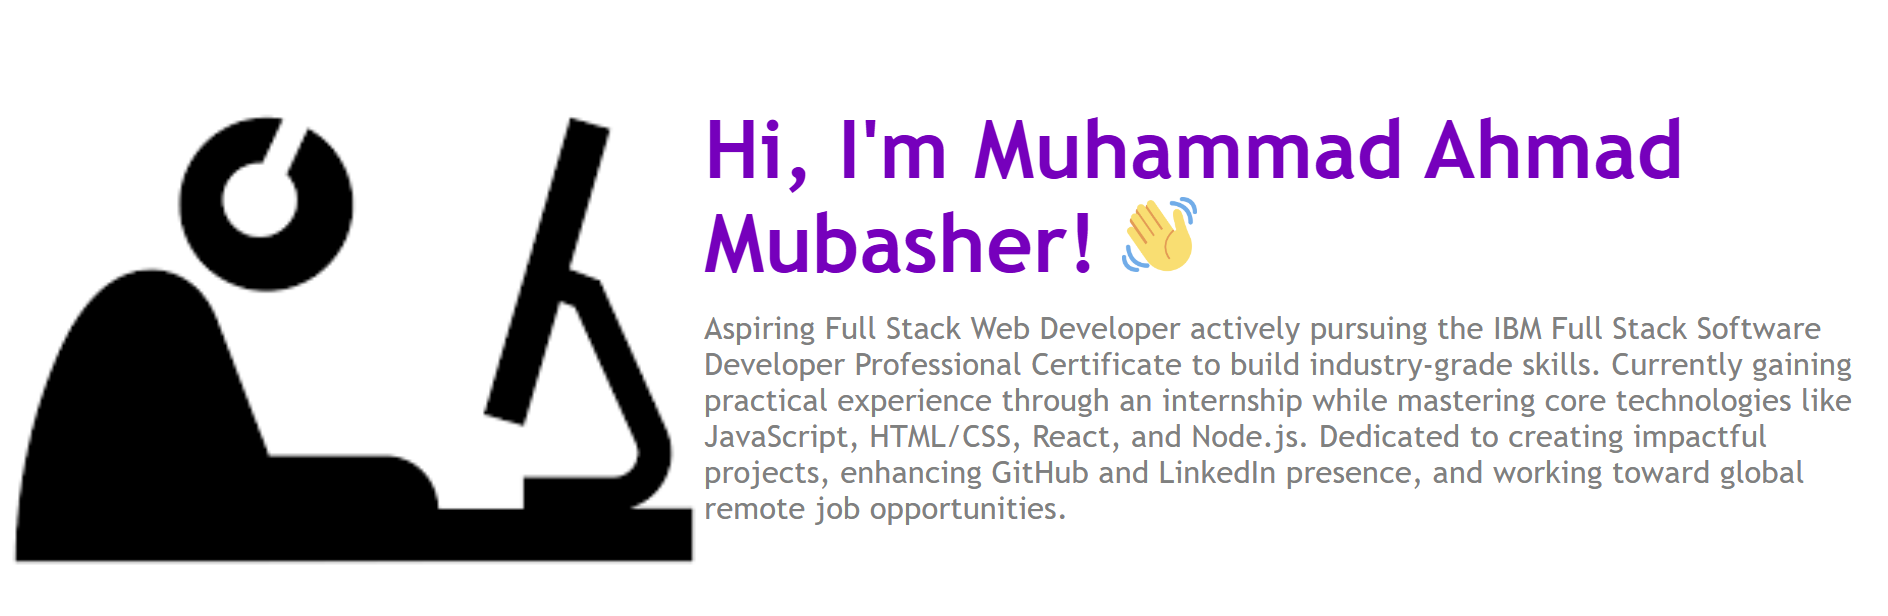 Hi, I'm Muhammad Ahmad
Mubasher! 👋
Aspiring Full Stack Web Developer actively pursuing the IBM Full Stack Software
Developer Professional Certificate to build industry-grade skills. Currently gaining
practical experience through an internship while mastering core technologies like
JavaScript, HTML/CSS, React, and Node.js. Dedicated to creating impactful
projects, enhancing GitHub and LinkedIn presence, and working toward global
remote job opportunities.